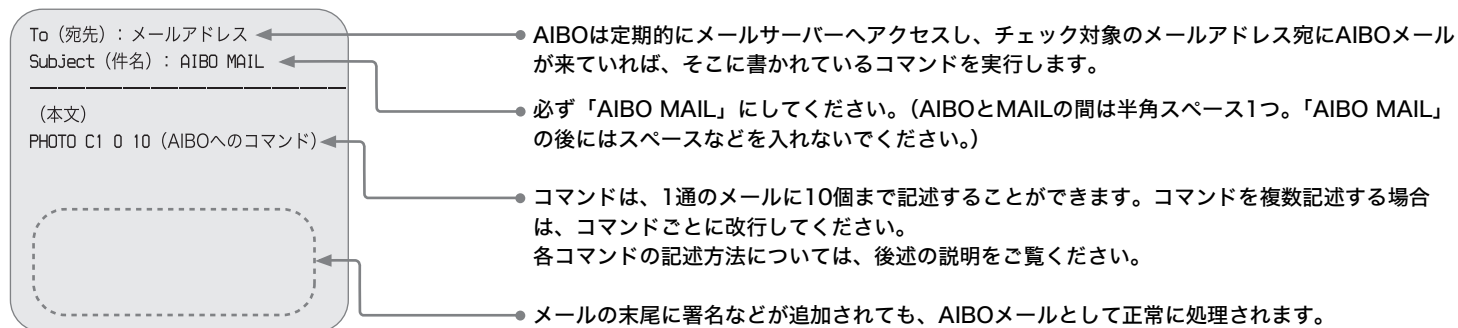 To（宛先）：メールアドレス
Subject（件名）：AIBO MAIL
（本文）
PHOTO C1 0 10（AIBOへのコマンド）
AIBOは定期的にメールサーバーへアクセスし、チェック対象のメールアドレス宛にAIBOメール
が来ていれば、そこに書かれているコマンドを実行します。
必ず「AIBO MAIL」にしてください。（AIBOとMAILの間は半角スペース1つ。「AIBO MAIL」
の後にはスペースなどを入れないでください。）
コマンドは、1通のメールに10個まで記述することができます。コマンドを複数記述する場合
は、コマンドごとに改行してください。
各コマンドの記述方法については、後述の説明をご覧ください。
メールの末尾に署名などが追加されても、AIBOメールとして正常に処理されます。